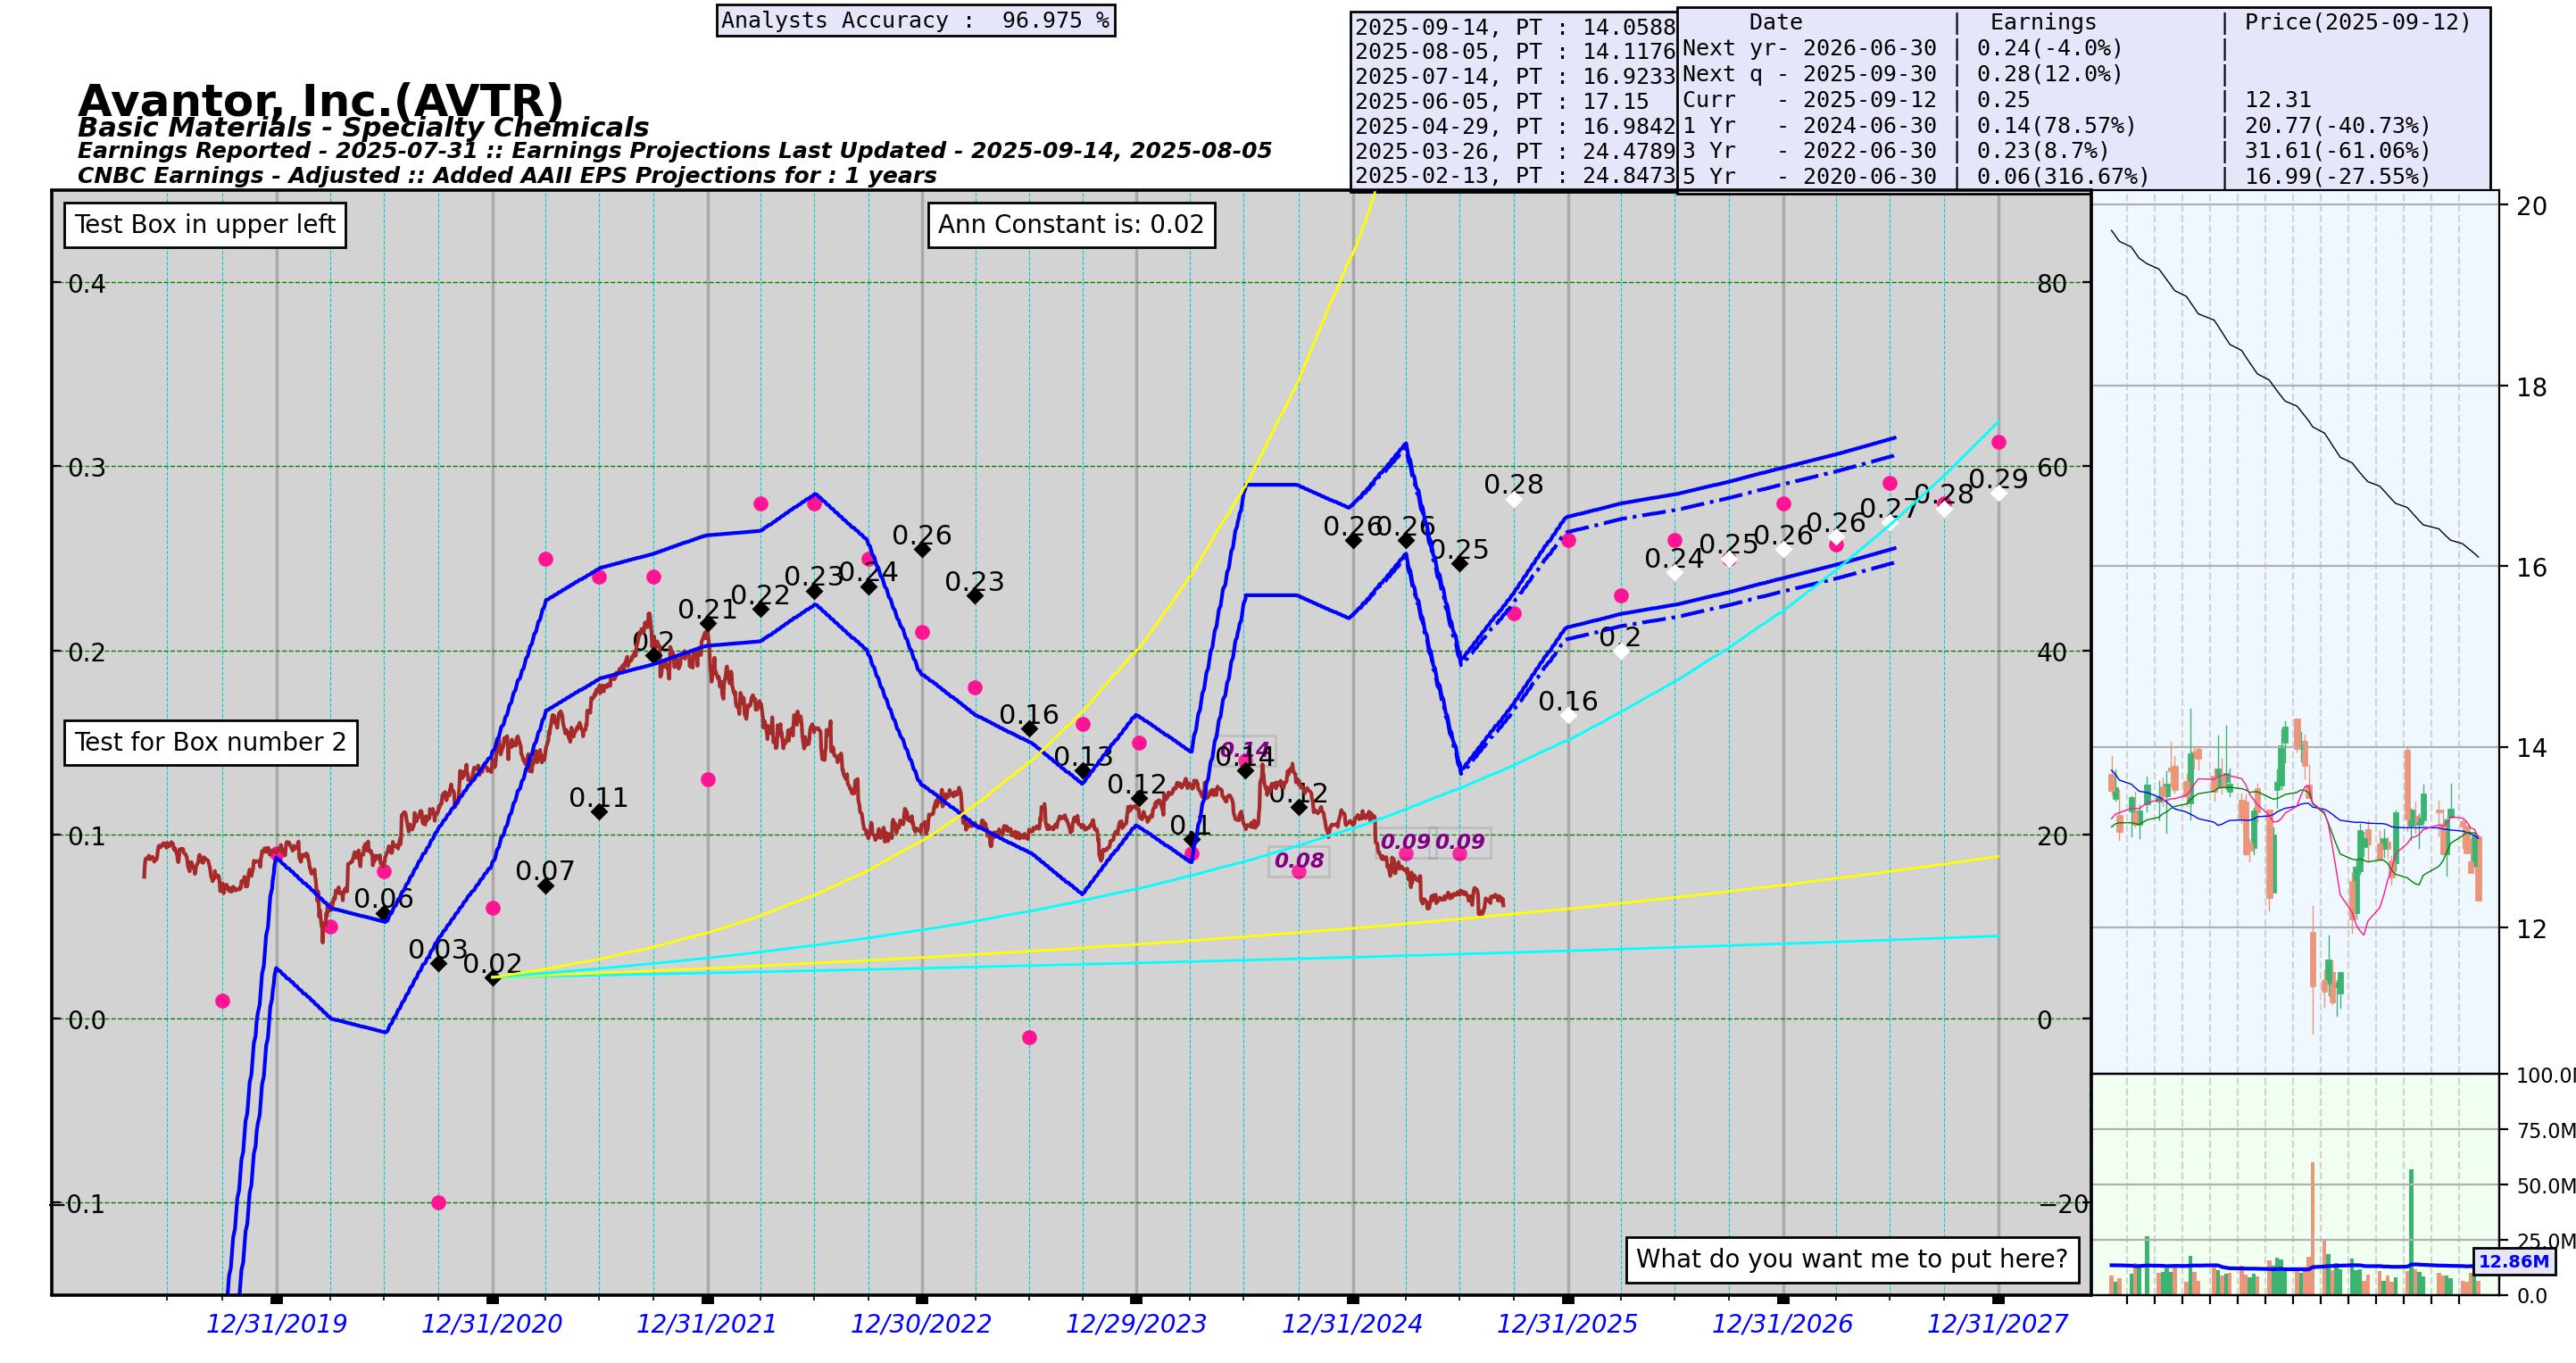 Analysts Accuracy :  96.975 %
2025-09-14, PT : 14.0588
2025-08-05, PT : 14.1176
2025-07-14, PT : 16.9233
2025-06-05, PT : 17.15
2025-04-29, PT : 16.9842
2025-03-26, PT : 24.4789
2025-02-13, PT : 24.8473
Date | Earnings | Price(2025-09-12)
Next yr- 2026-06-30 | 0.24(-4.0%) |
Next q - 2025-09-30 | 0.28(12.0%) |
Curr - 2025-09-12 | 0.25 | 12.31
1 Yr - 2024-06-30 | 0.14(78.57%) | 20.77(-40.73%)
3 Yr - 2022-06-30 | 0.23(8.7%) | 31.61(-61.06%)
5 Yr - 2020-06-30 | 0.06(316.67%) | 16.99(-27.55%)
Avantor, Inc.(AVTR)
Basic Materials - Specialty Chemicals
Earnings Reported - 2025-07-31 :: Earnings Projections Last Updated - 2025-09-14, 2025-08-05
CNBC Earnings - Adjusted :: Added AAII EPS Projections for : 1 years
Test Box in upper left
Ann Constant is: 0.02
Test for Box number 2
What do you want me to put here?
0.4
0.3
0.2
0.1
0.0
−0.1
0.06
0.03
0.02
0.07
0.11
0.2
0.21
0.22
0.23
0.24
0.26
0.23
0.16
0.13
0.12
0.1
0.14
0.14
0.12
0.08
0.26
0.26
0.25
0.09
0.09
0.28
0.16
0.2
0.24
0.25
0.26
0.26
0.27
0.28
0.29
80
60
40
20
0
−20
20
18
16
14
12
100.0
75.0M
50.0M
25.0M
12.86M
0.0
12/31/2019
12/31/2020
12/31/2021
12/30/2022
12/29/2023
12/31/2024
12/31/2025
12/31/2026
12/31/2027